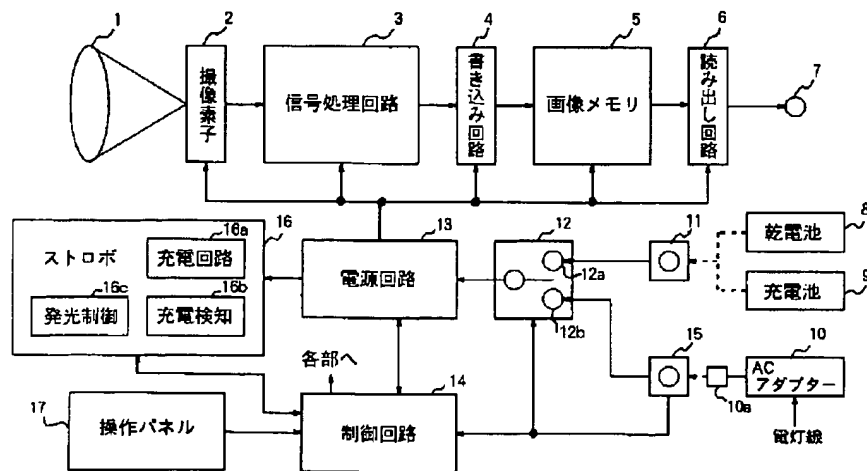 1
2
3
4
5
6
7
撮像素子
信号処理回路
書き込み回路
画像メモリ
読み出し回路
16
ストロボ
16a
充電回路
16c
発光制御
16b
充電検知
13
電源回路
12
12a
12b
11
8
乾電池
9
充電池
15
10
AC
アダプター
10a
電灯線
各部へ
14
制御回路
17
操作パネル